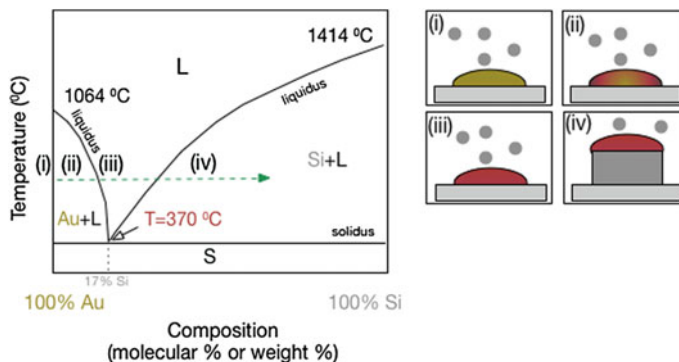 Temperature (⁰C)
1064 ⁰C
liquidus
L
1414 ⁰C
liquidus
(i) (ii) (iii) (iv)
Si+L
Au+L
T=370 ⁰C
solidus
S
17% Si
100% Au
100% Si
Composition
(molecular % or weight %)
(i)
(ii)
(iii)
(iv)